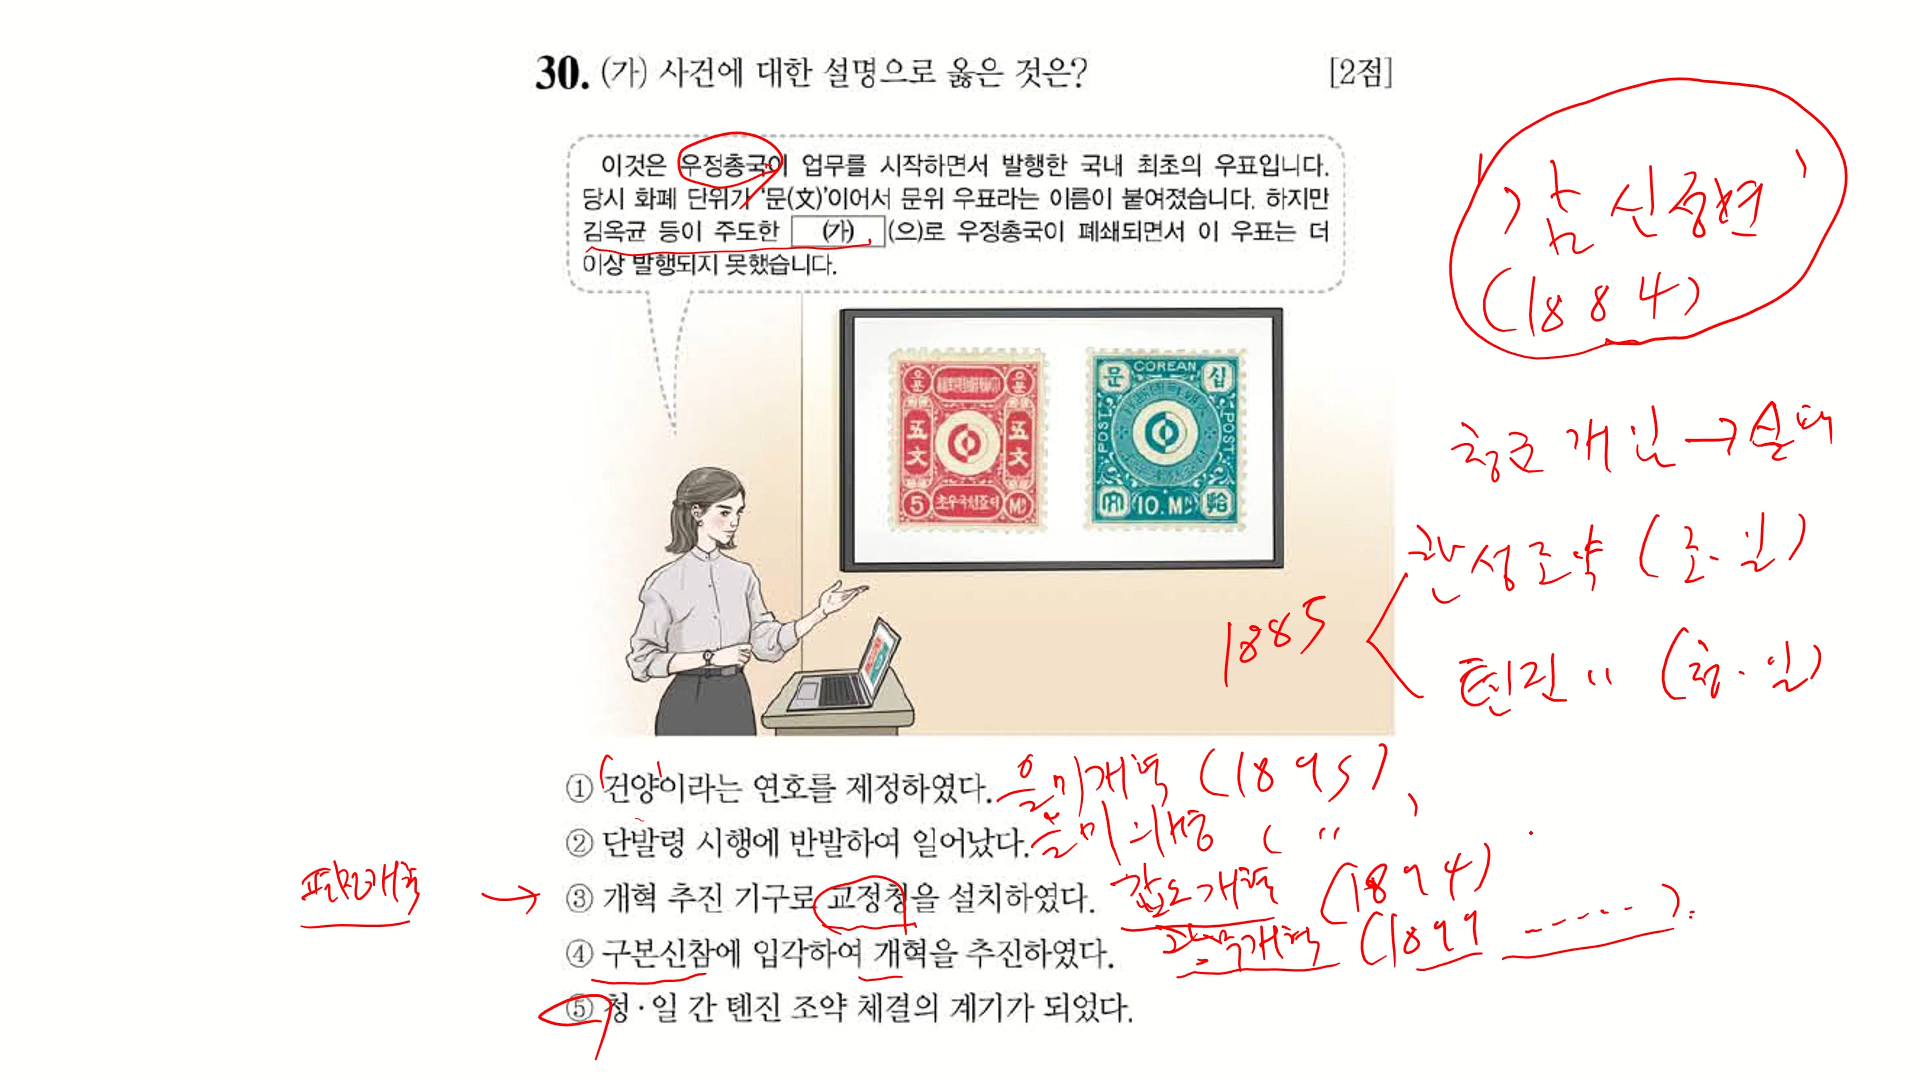 30. (가) 사건에 대한 설명으로 옳은 것은? [2점]
이것은 우정총국이 업무를 시작하면서 발행한 국내 최초의 우표입니다.
당시 화폐 단위가 '문(文)'이어서 문위 우표라는 이름이 붙여졌습니다. 하지만
김옥균 등이 주도한 (가) (으)로 우정총국이 폐쇄되면서 이 우표는 더
이상 발행되지 못했습니다.
(1884)
五 五
文 文
5
문 COREAN 십
POST POST
10. Mn
청군 개입 → 실패
1885
한성조약 (조·일)
톈진 〃 (청·일)
① '건양'이라는 연호를 제정하였다. 을미개혁 (1895)
② 단발령 시행에 반발하여 일어났다. 을미의병 ( 〃 )
③ 개혁 추진 기구로 교정청을 설치하였다. 갑오개혁 (1894)
→
④ 구본신참에 입각하여 개혁을 추진하였다. 광무개혁 (1899 ......)
⑤ 청·일 간 톈진 조약 체결의 계기가 되었다.